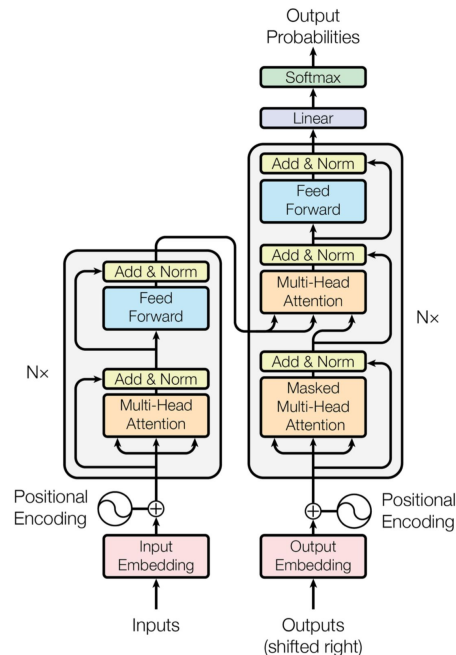 Output
Probabilities
Softmax
Linear
Add & Norm
Feed
Forward
Add & Norm
Multi-Head
Attention
Add & Norm
Masked
Multi-Head
Attention
N×
Add & Norm
Feed
Forward
Add & Norm
Multi-Head
Attention
N×
Positional
Encoding
Positional
Encoding
Input
Embedding
Output
Embedding
Inputs
Outputs
(shifted right)